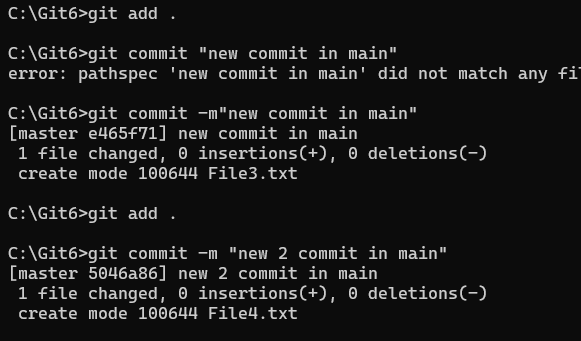 C:\Git6>git add .
C:\Git6>git commit "new commit in main"
error: pathspec 'new commit in main' did not match any fil
C:\Git6>git commit -m"new commit in main"
[master e465f71] new commit in main
 1 file changed, 0 insertions(+), 0 deletions(-)
 create mode 100644 File3.txt
C:\Git6>git add .
C:\Git6>git commit -m "new 2 commit in main"
[master 5046a86] new 2 commit in main
 1 file changed, 0 insertions(+), 0 deletions(-)
 create mode 100644 File4.txt